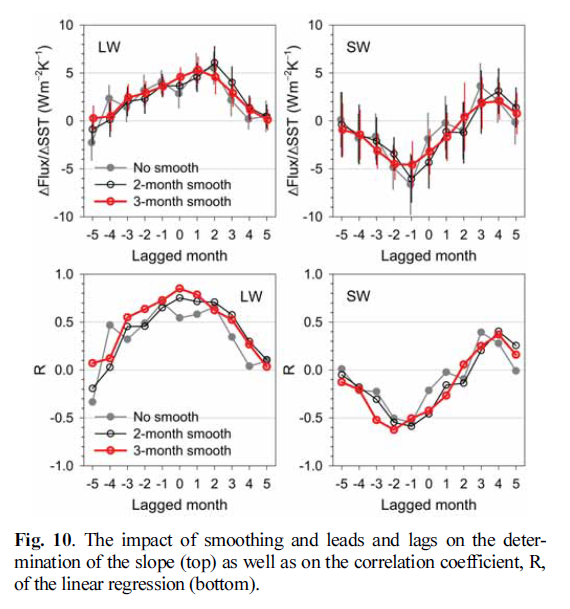 10
5
0
-5
-10
ΔFlux/ΔSST (Wm⁻²K⁻¹)
LW
No smooth
2-month smooth
3-month smooth
-5 -4 -3 -2 -1 0 1 2 3 4 5
Lagged month
10
5
0
-5
-10
ΔFlux/ΔSST (Wm⁻²K⁻¹)
SW
-5 -4 -3 -2 -1 0 1 2 3 4 5
Lagged month
1.0
0.5
0.0
-0.5
-1.0
R
LW
No smooth
2-month smooth
3-month smooth
-5 -4 -3 -2 -1 0 1 2 3 4 5
Lagged month
1.0
0.5
0.0
-0.5
-1.0
R
SW
-5 -4 -3 -2 -1 0 1 2 3 4 5
Lagged month
Fig. 10. The impact of smoothing and leads and lags on the deter-
mination of the slope (top) as well as on the correlation coefficient, R,
of the linear regression (bottom).